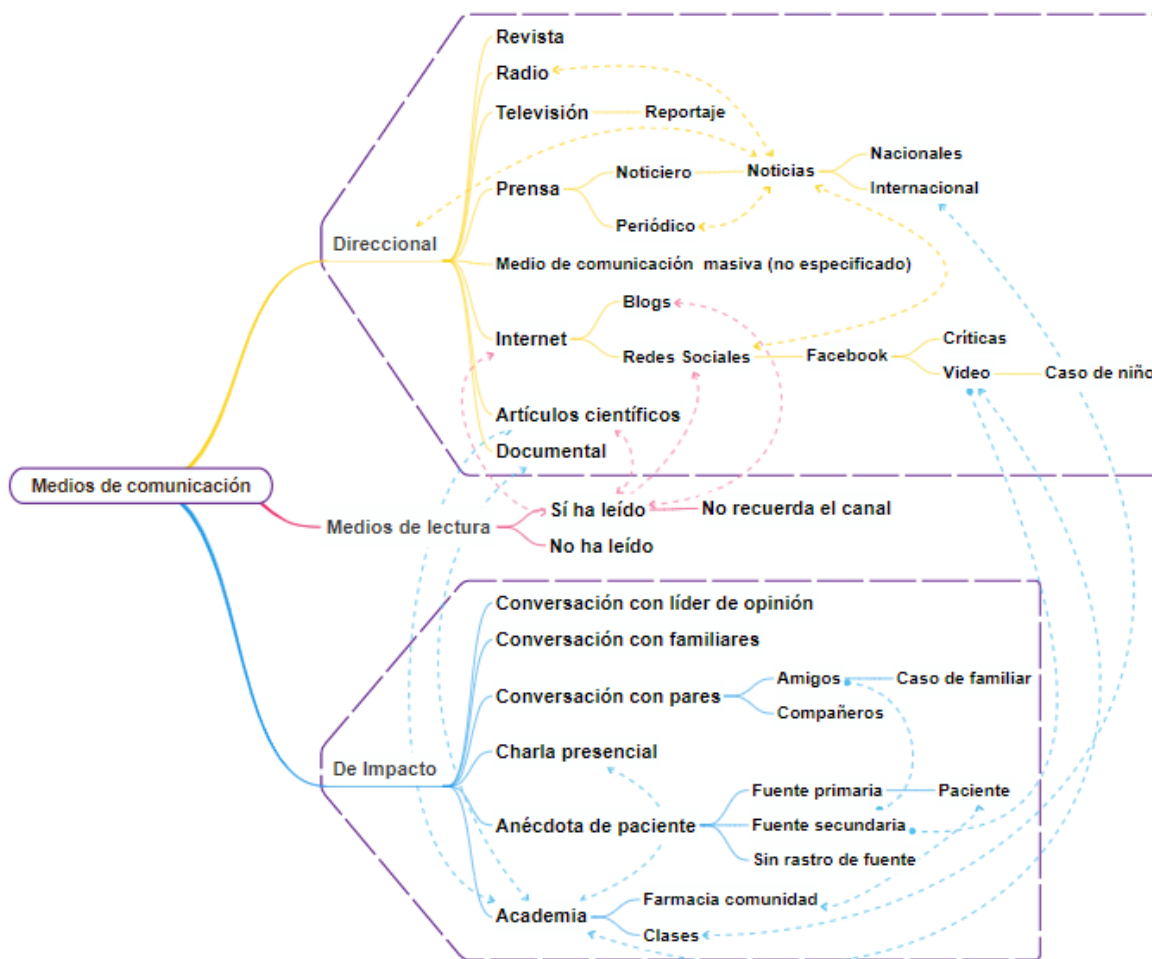 Medios de comunicación
Direccional
Revista
Radio
Televisión
Reportaje
Prensa
Noticiero
Noticias
Nacionales
Internacional
Periódico
Medio de comunicación masiva (no especificado)
Internet
Blogs
Redes Sociales
Facebook
Críticas
Video
Caso de niño
Artículos científicos
Documental
Medios de lectura
Sí ha leído
No recuerda el canal
No ha leído
De Impacto
Conversación con líder de opinión
Conversación con familiares
Conversación con pares
Amigos
Caso de familiar
Compañeros
Charla presencial
Anécdota de paciente
Fuente primaria
Paciente
Fuente secundaria
Sin rastro de fuente
Academia
Farmacia comunidad
Clases